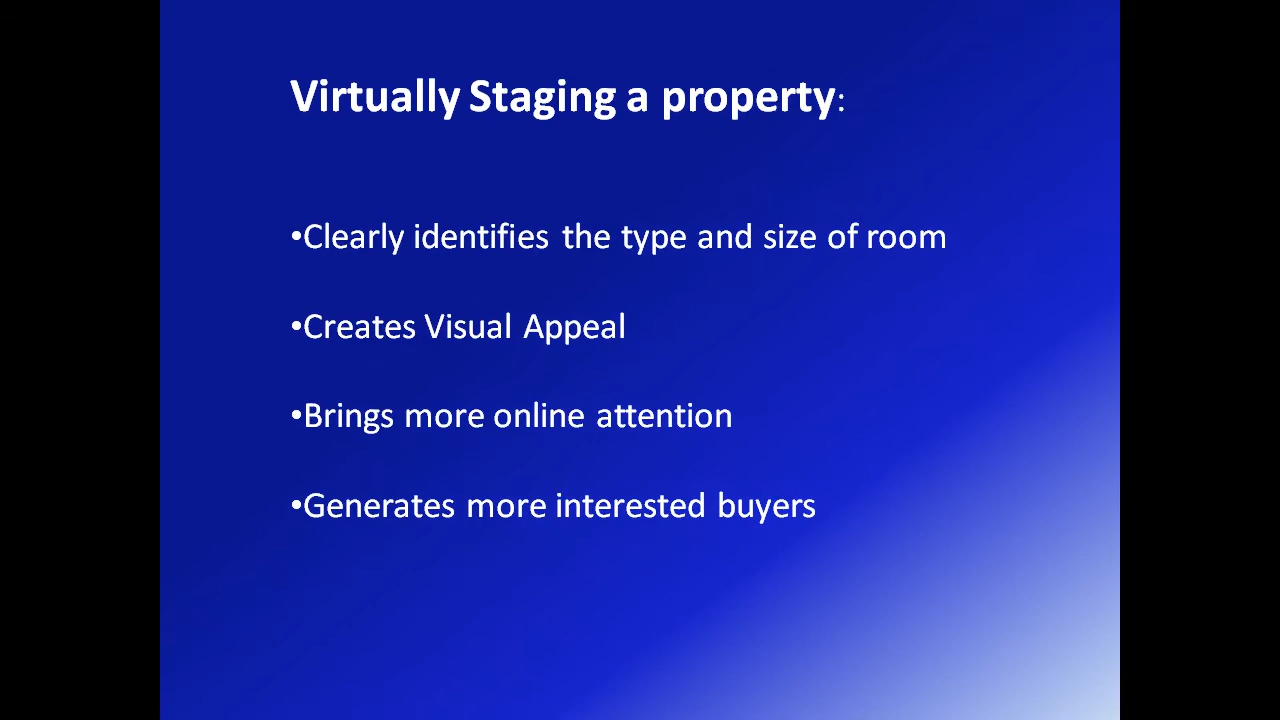 Virtually Staging a property:
•Clearly identifies the type and size of room
•Creates Visual Appeal
•Brings more online attention
•Generates more interested buyers